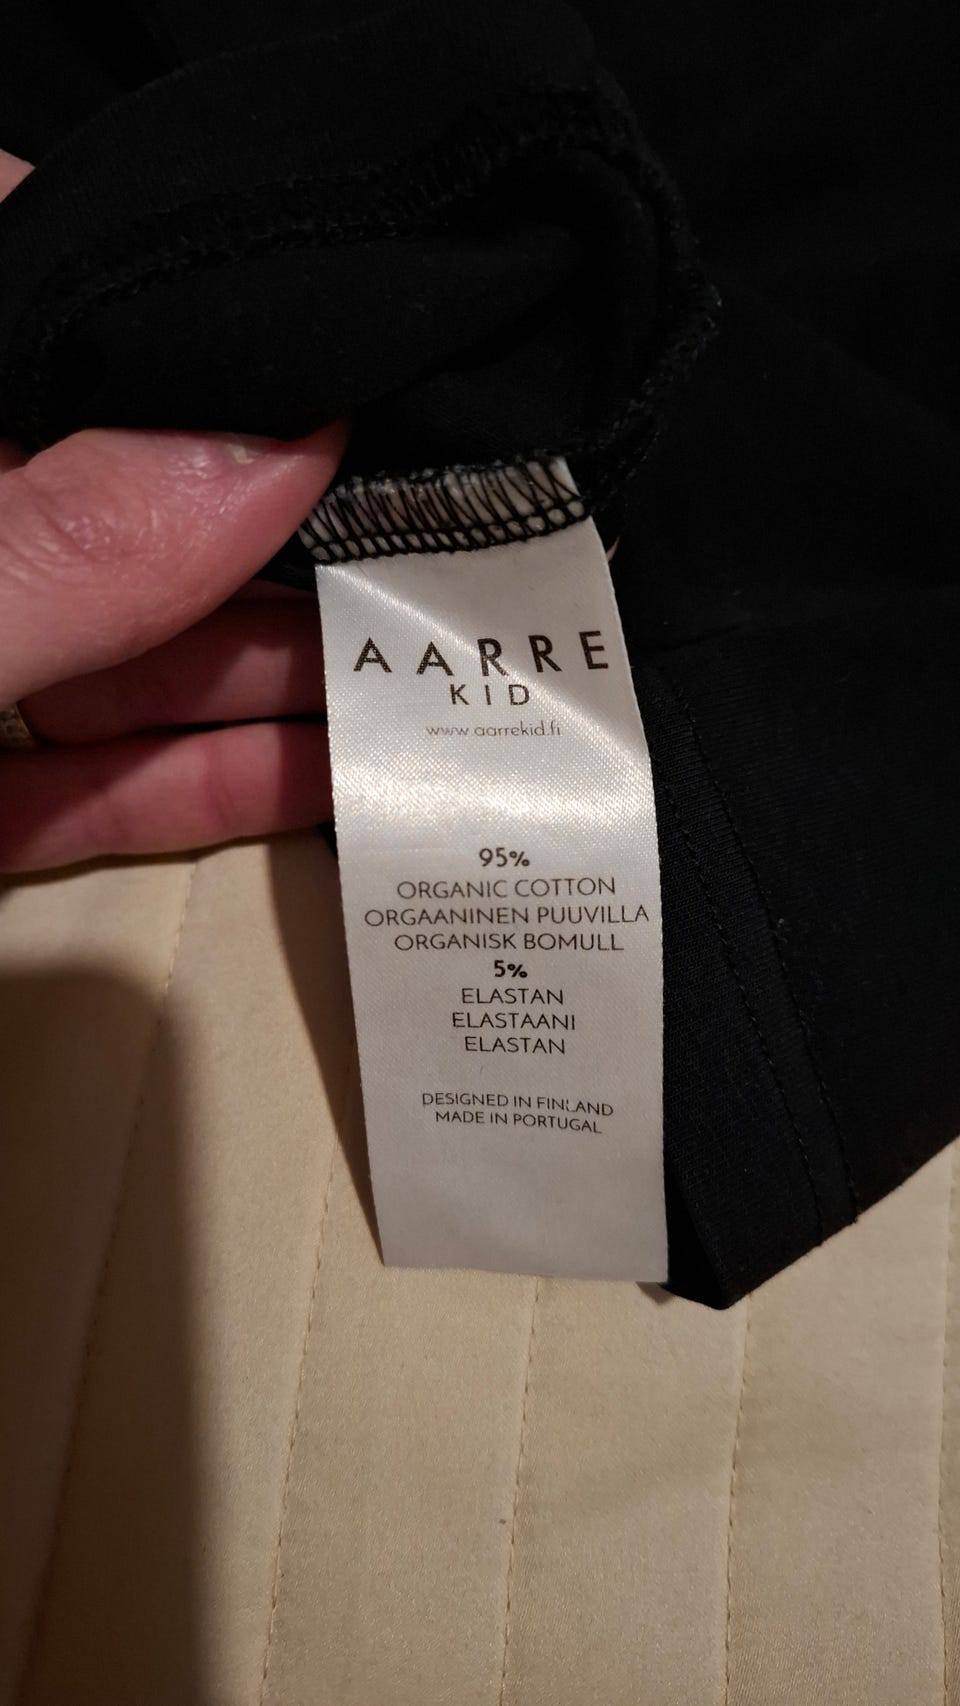 AARRE
KID
www.aarrekid.fi
95%
ORGANIC COTTON
ORGAANINEN PUUVILLA
ORGANISK BOMULL
5%
ELASTAN
ELASTAANI
ELASTAN
DESIGNED IN FINLAND
MADE IN PORTUGAL